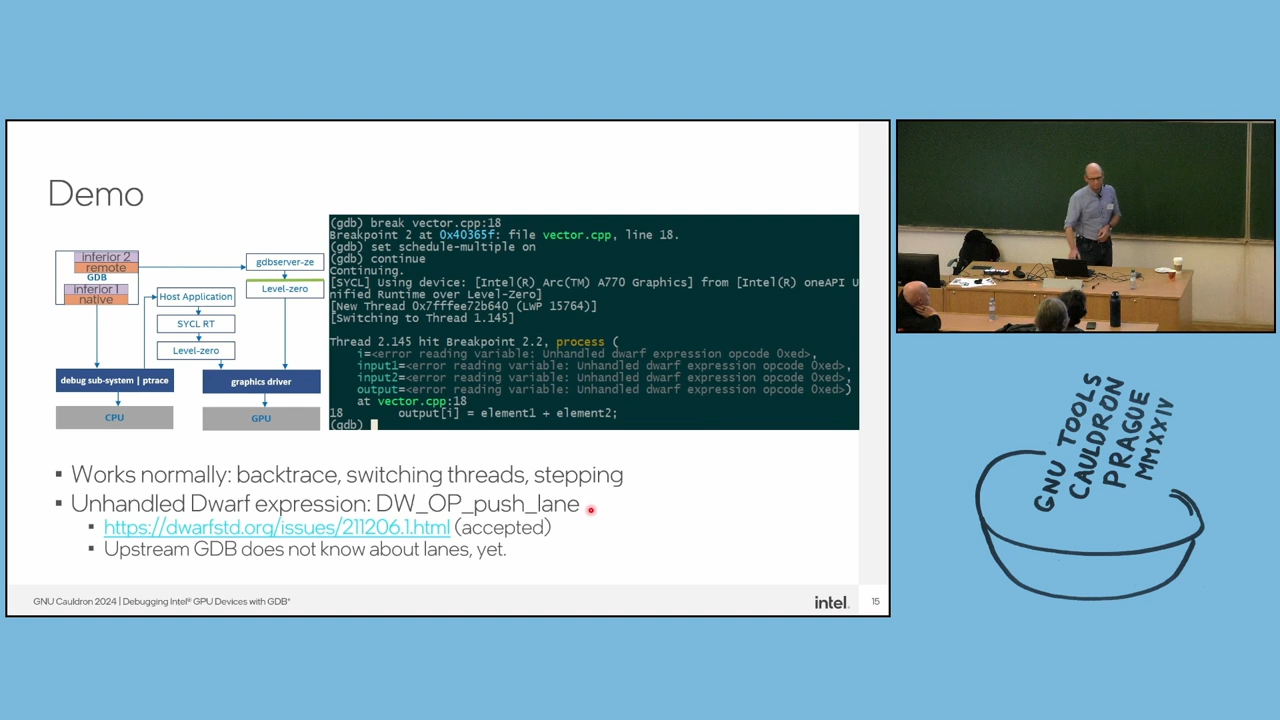 Demo
inferior 2
remote
GDB
inferior 1
native
gdbserver-ze
Level-zero
Host Application
SYCL RT
Level-zero
debug sub-system | ptrace
graphics driver
CPU
GPU
(gdb) break vector.cpp:18
Breakpoint 2 at 0x40365f: file vector.cpp, line 18.
(gdb) set schedule-multiple on
(gdb) continue
Continuing.
[SYCL] Using device: [Intel(R) Arc(TM) A770 Graphics] from [Intel(R) oneAPI U
nified Runtime over Level-Zero]
[New Thread 0x7fffee72b640 (LWP 15764)]
[Switching to Thread 1.145]
Thread 2.145 hit Breakpoint 2.2, process (
i=<error reading variable: Unhandled dwarf expression opcode 0xed>,
input1=<error reading variable: Unhandled dwarf expression opcode 0xed>,
input2=<error reading variable: Unhandled dwarf expression opcode 0xed>,
output=<error reading variable: Unhandled dwarf expression opcode 0xed>)
at vector.cpp:18
18 output[i] = element1 + element2;
(gdb)
▪ Works normally: backtrace, switching threads, stepping
▪ Unhandled Dwarf expression: DW_OP_push_lane
▪ https://dwarfstd.org/issues/211206.1.html (accepted)
▪ Upstream GDB does not know about lanes, yet.
GNU Cauldron 2024 | Debugging Intel® GPU Devices with GDB*
intel.
15
GNU TOOLS
CAULDRON
PRAGUE
MMXXIV